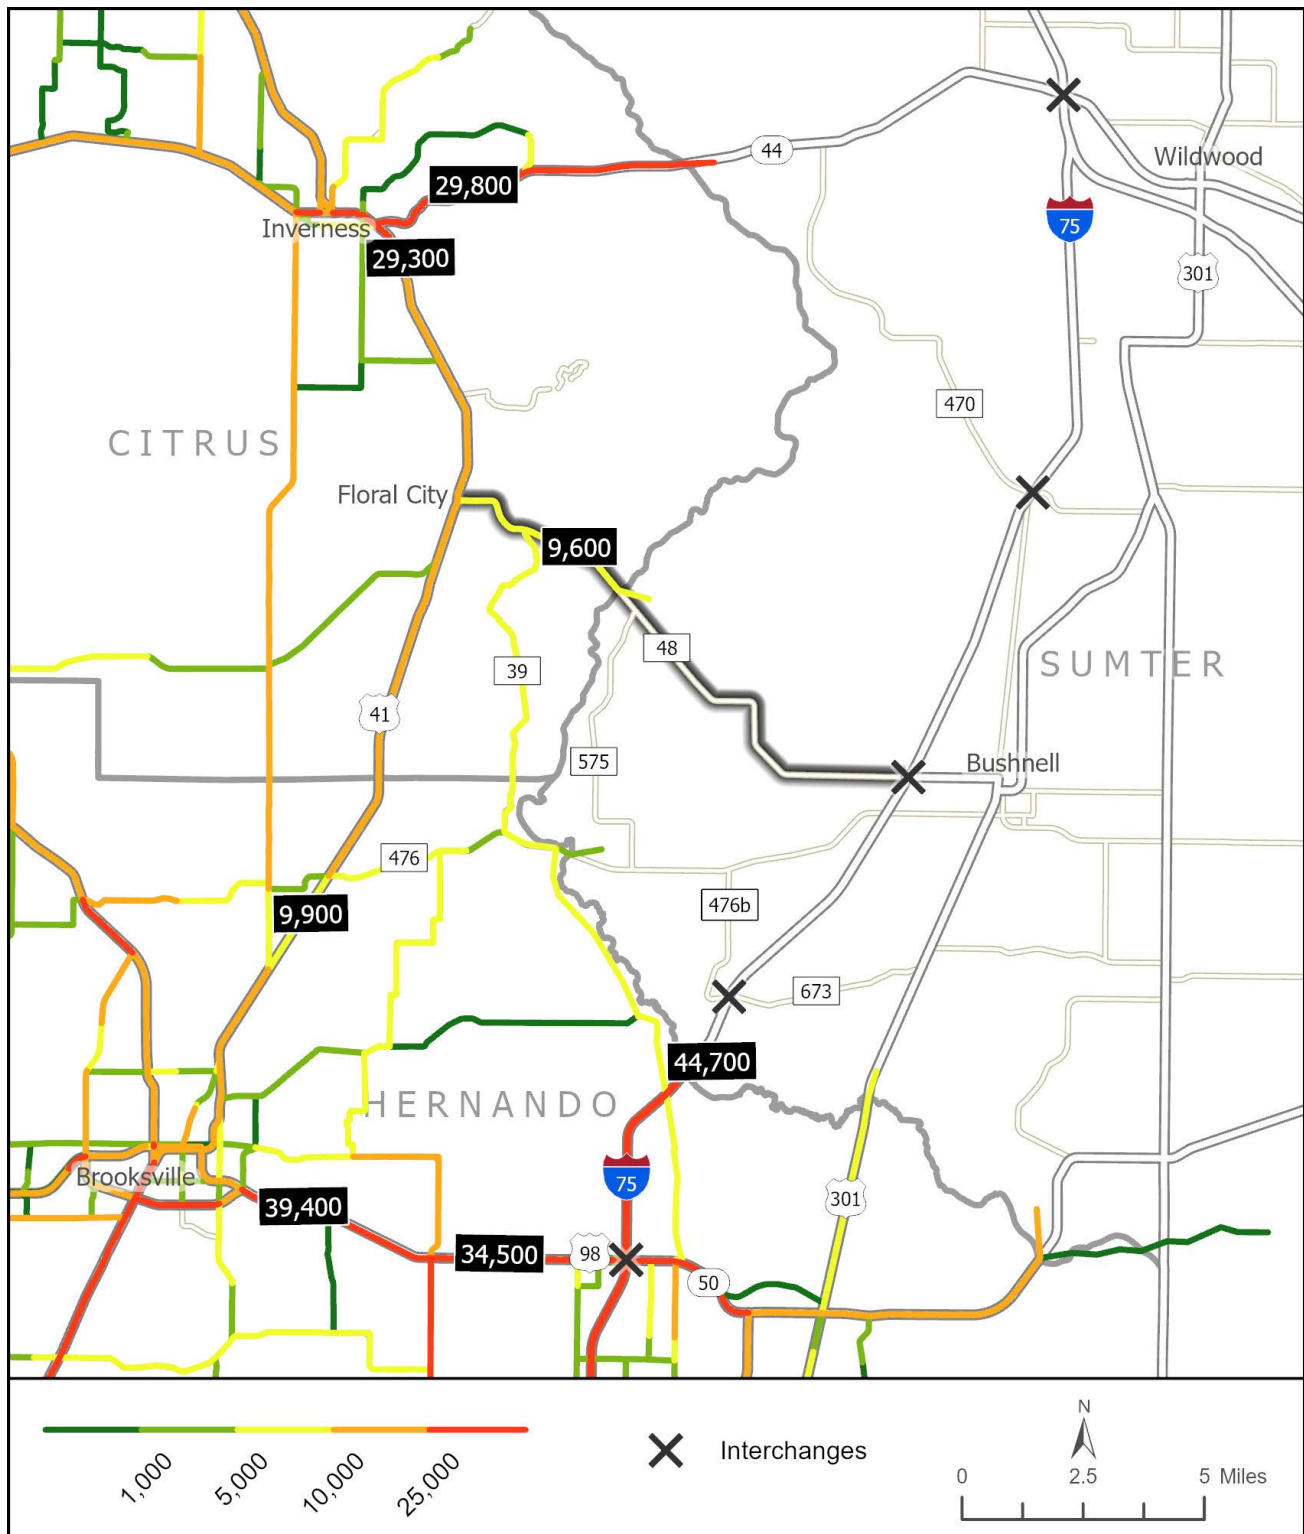 44
Wildwood
29,800
75
Inverness
29,300
301
470
CITRUS
Floral City
9,600
48
39
SUMTER
41
575
Bushnell
476
9,900
476b
673
44,700
HERNANDO
Brooksville
75
39,400
301
34,500
98
50
1,000
5,000
10,000
25,000
Interchanges
N
0
2.5
5 Miles